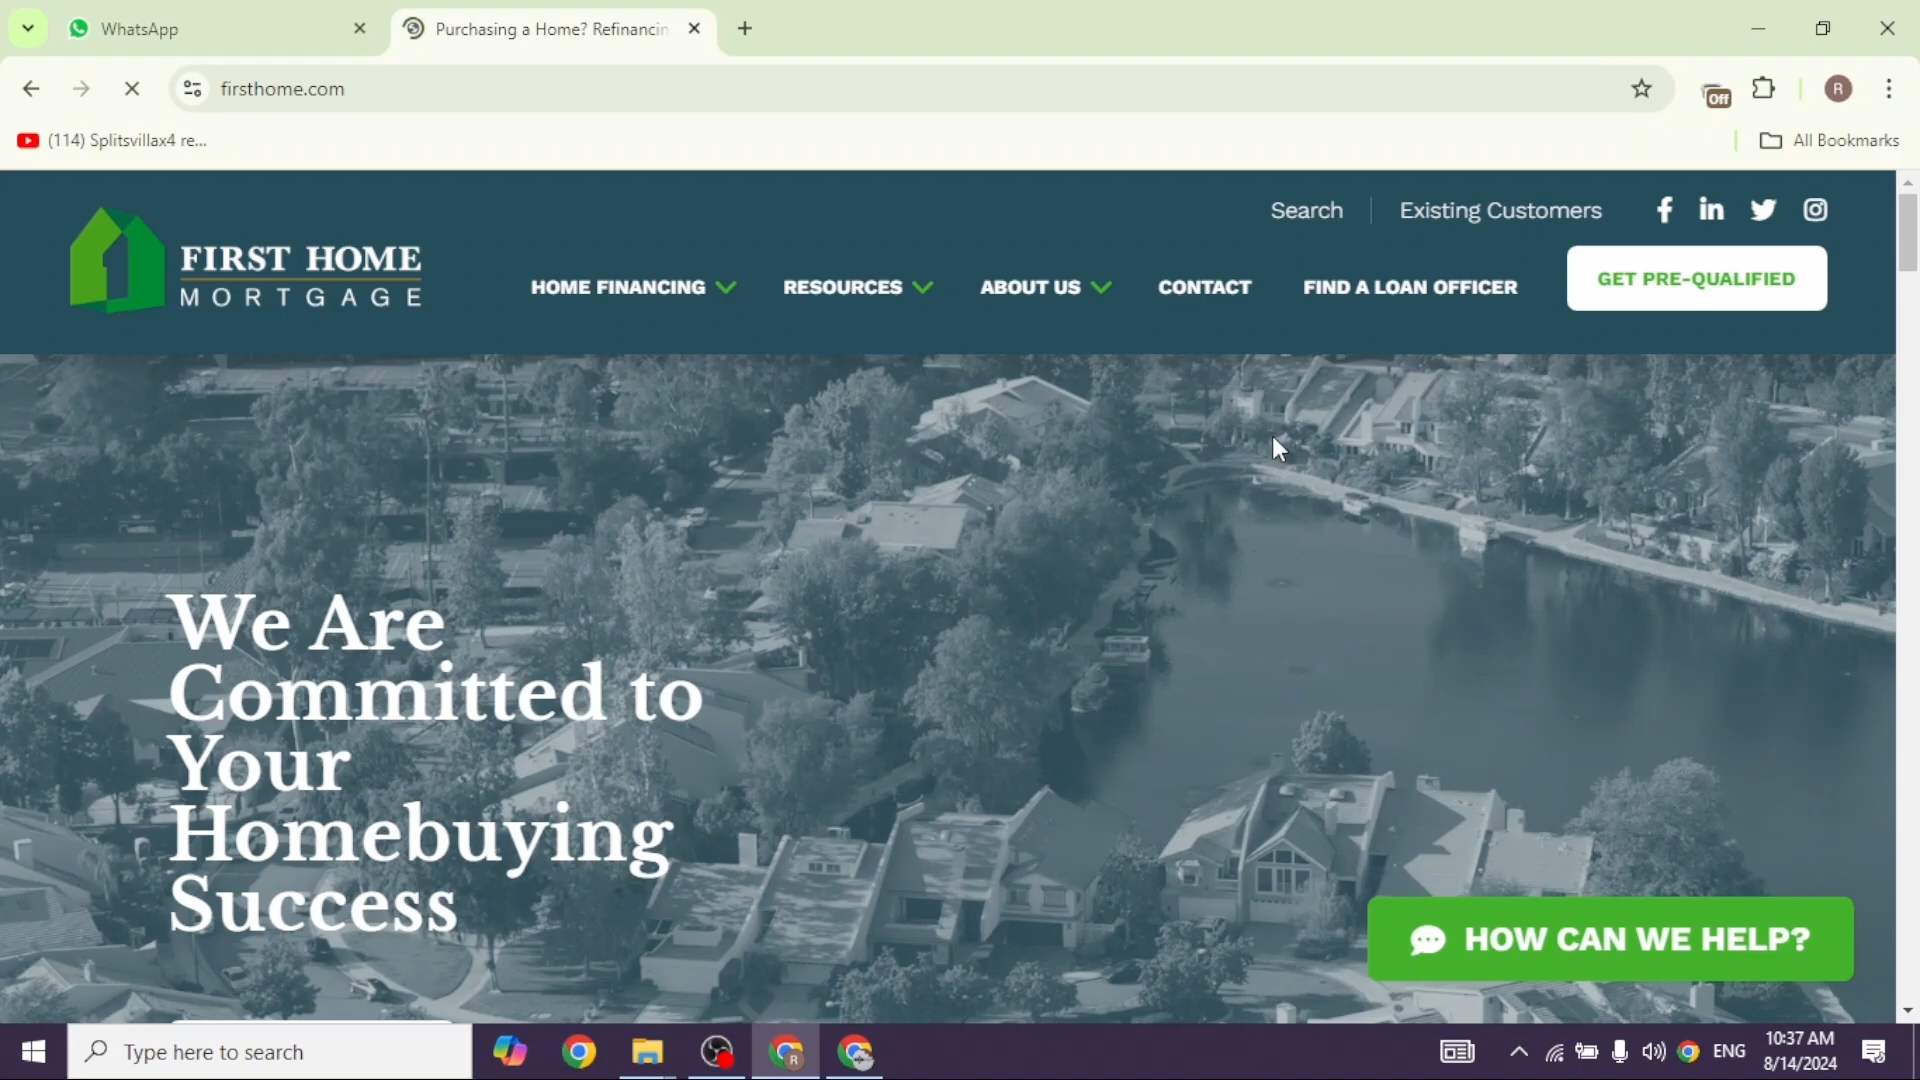 WhatsApp
Purchasing a Home? Refinancin
firsthome.com
Off
R
(114) Splitsvillax4 re...
All Bookmarks
Search
Existing Customers
FIRST HOME
MORTGAGE
HOME FINANCING
RESOURCES
ABOUT US
CONTACT
FIND A LOAN OFFICER
GET PRE-QUALIFIED
We Are
Committed to
Your
Homebuying
Success
HOW CAN WE HELP?
Type here to search
R
ENG
10:37 AM
8/14/2024